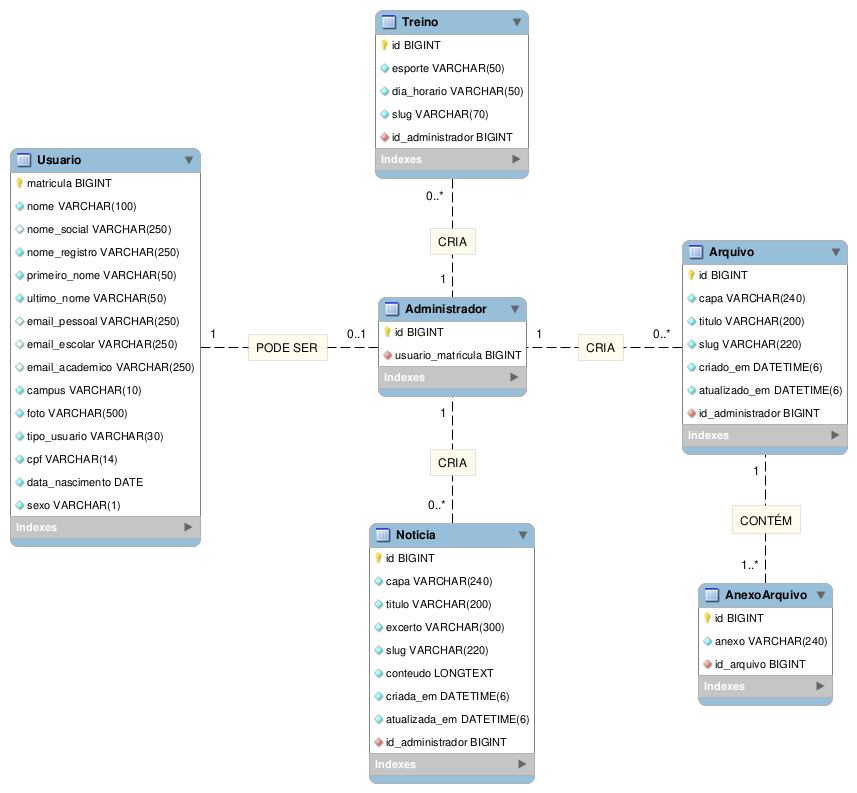 Treino
id BIGINT
esporte VARCHAR(50)
dia_horario VARCHAR(50)
slug VARCHAR(70)
id_administrador BIGINT
Indexes
0..*
CRIA
1
Usuario
matricula BIGINT
nome VARCHAR(100)
nome_social VARCHAR(250)
nome_registro VARCHAR(250)
primeiro_nome VARCHAR(50)
ultimo_nome VARCHAR(50)
email_pessoal VARCHAR(250)
email_escolar VARCHAR(250)
email_academico VARCHAR(250)
campus VARCHAR(10)
foto VARCHAR(500)
tipo_usuario VARCHAR(30)
cpf VARCHAR(14)
data_nascimento DATE
sexo VARCHAR(1)
Indexes
1
PODE SER
0..1
Administrador
id BIGINT
usuario_matricula BIGINT
Indexes
1
CRIA
0..*
Arquivo
id BIGINT
capa VARCHAR(240)
titulo VARCHAR(200)
slug VARCHAR(220)
criado_em DATETIME(6)
atualizado_em DATETIME(6)
id_administrador BIGINT
Indexes
1
CONTÉM
1..*
AnexoArquivo
id BIGINT
anexo VARCHAR(240)
id_arquivo BIGINT
Indexes
1
CRIA
0..*
Noticia
id BIGINT
capa VARCHAR(240)
titulo VARCHAR(200)
excerto VARCHAR(300)
slug VARCHAR(220)
conteudo LONGTEXT
criada_em DATETIME(6)
atualizada_em DATETIME(6)
id_administrador BIGINT
Indexes